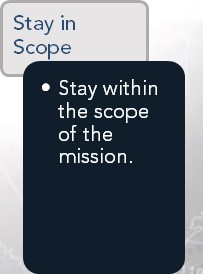 Stay in
Scope
• Stay within
the scope
of the
mission.